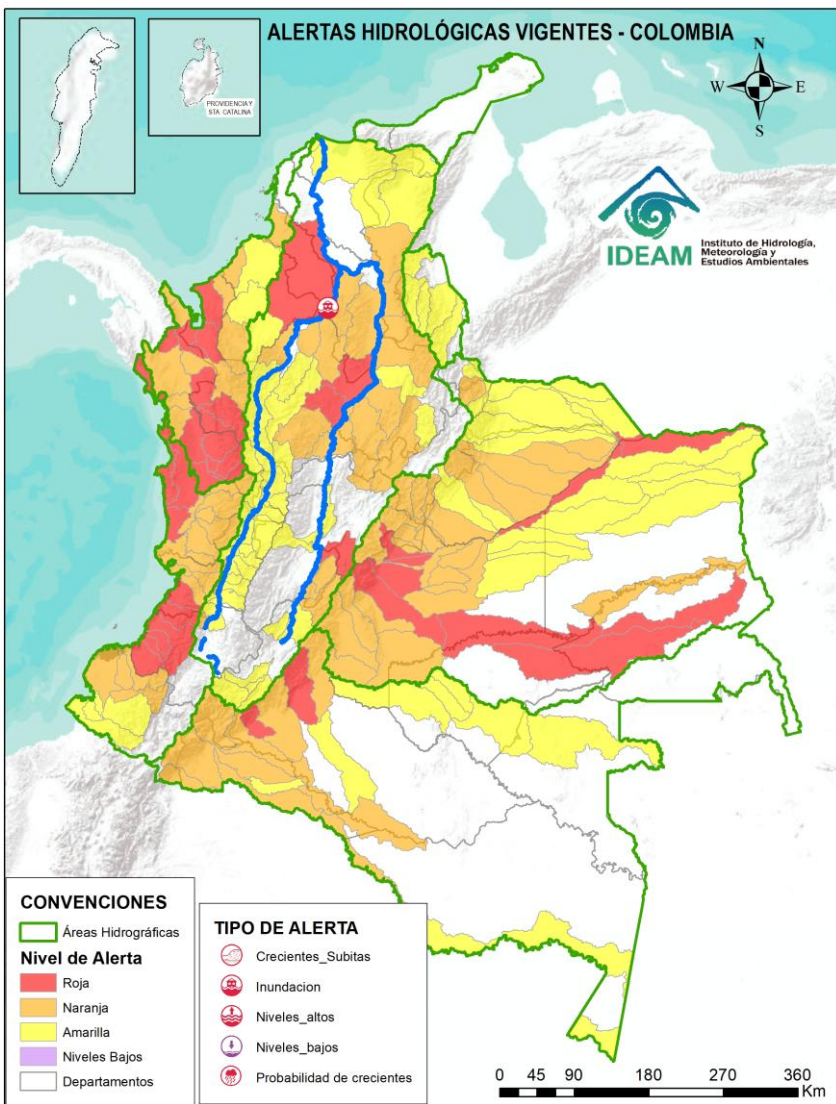 ALERTAS HIDROLÓGICAS VIGENTES - COLOMBIA
PROVIDENCIA Y
STA. CATALINA
N
W
E
S
IDEAM
Instituto de Hidrología,
Meteorología y
Estudios Ambientales
CONVENCIONES
Áreas Hidrográficas
Nivel de Alerta
Roja
Naranja
Amarilla
Niveles Bajos
Departamentos
TIPO DE ALERTA
Crecientes_Subitas
Inundacion
Niveles_altos
Niveles_bajos
Probabilidad de crecientes
0 45 90 180 270 360
Km